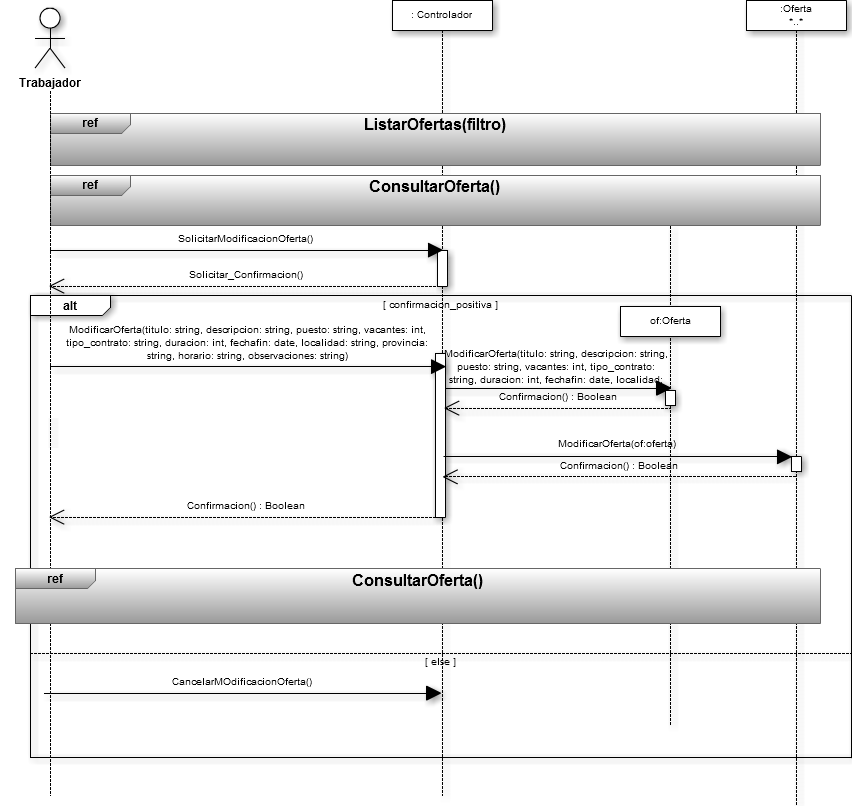 : Controlador
:Oferta
*..*
Trabajador
ref
ListarOfertas(filtro)
ref
ConsultarOferta()
SolicitarModificacionOferta()
Solicitar_Confirmacion()
alt
[ confirmacion_positiva ]
of:Oferta
ModificarOferta(titulo: string, descripcion: string, puesto: string, vacantes: int,
tipo_contrato: string, duracion: int, fechafin: date, localidad: string, provincia:
string, horario: string, observaciones: string)
ModificarOferta(titulo: string, descripcion: string,
puesto: string, vacantes: int, tipo_contrato:
string, duracion: int, fechafin: date, localidad:
Confirmacion() : Boolean
ModificarOferta(of:oferta)
Confirmacion() : Boolean
Confirmacion() : Boolean
ref
ConsultarOferta()
[ else ]
CancelarMOdificacionOferta()